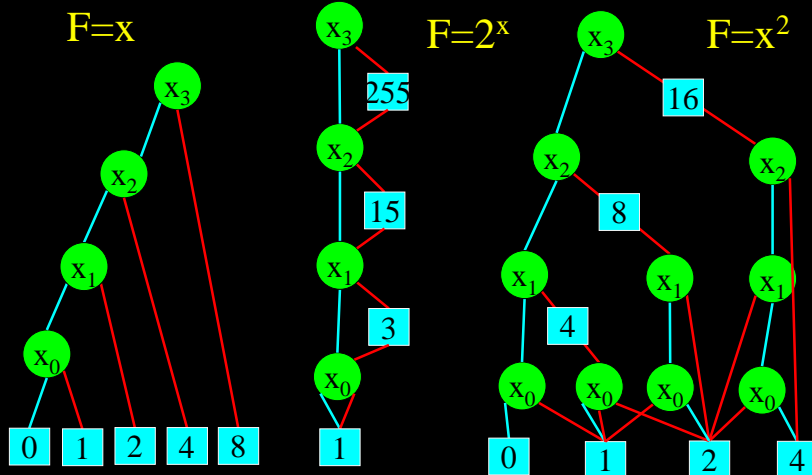 F=x
x₃
x₂
x₁
x₀
0 1 2 4 8
F=2ˣ
x₃
255
x₂
15
x₁
3
x₀
1
F=x²
x₃
16
x₂ x₂
8
x₁ x₁ x₁
4
x₀ x₀ x₀ x₀
0 1 2 4